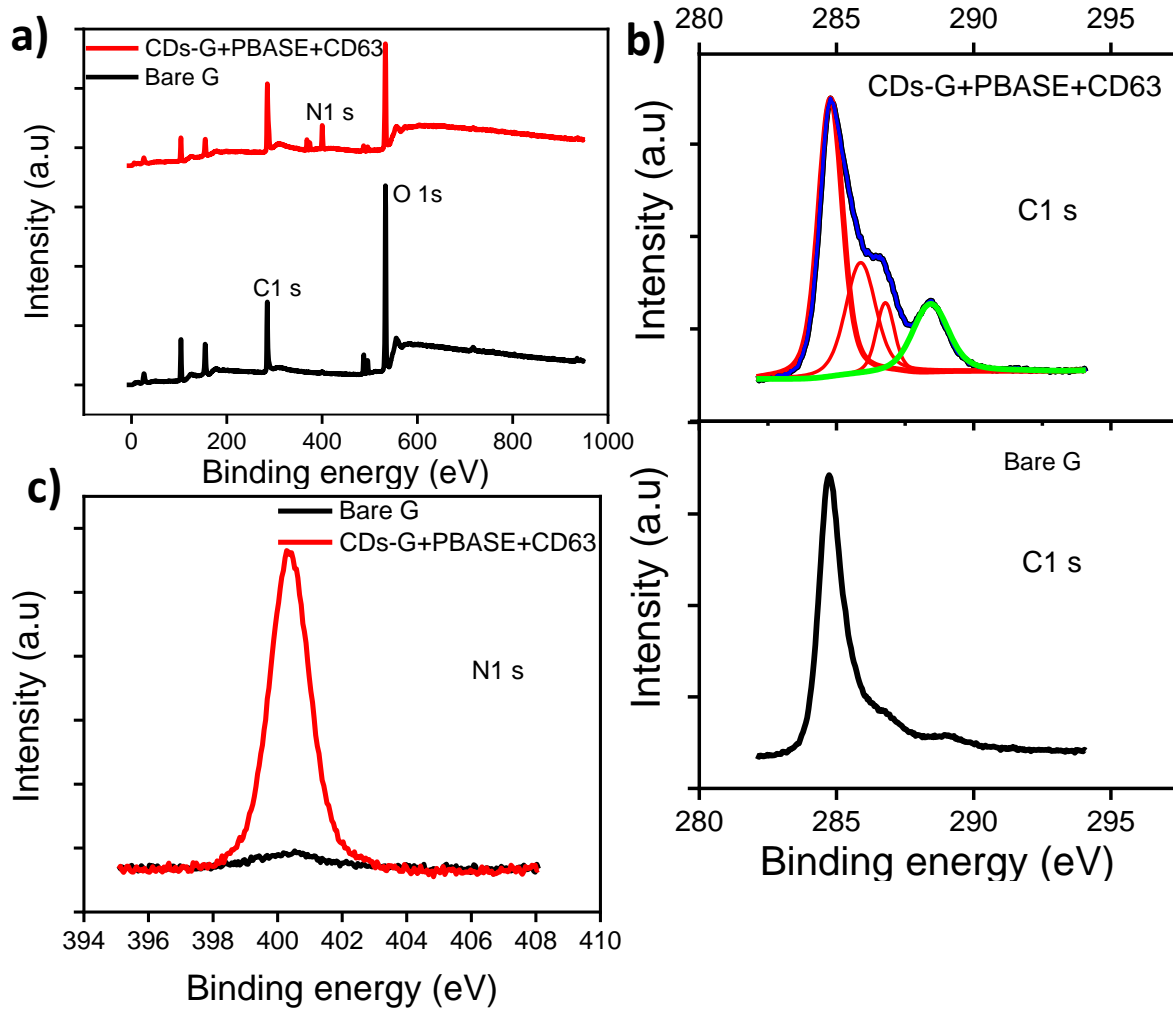 a)
CDs-G+PBASE+CD63
Bare G
N1 s
O 1s
C1 s
Intensity (a.u)
0 200 400 600 800 1000
Binding energy (eV)
b)
280 285 290 295
CDs-G+PBASE+CD63
C1 s
Intensity (a.u)
Bare G
C1 s
Intensity (a.u)
280 285 290 295
Binding energy (eV)
c)
Bare G
CDs-G+PBASE+CD63
N1 s
Intensity (a.u)
394 396 398 400 402 404 406 408 410
Binding energy (eV)